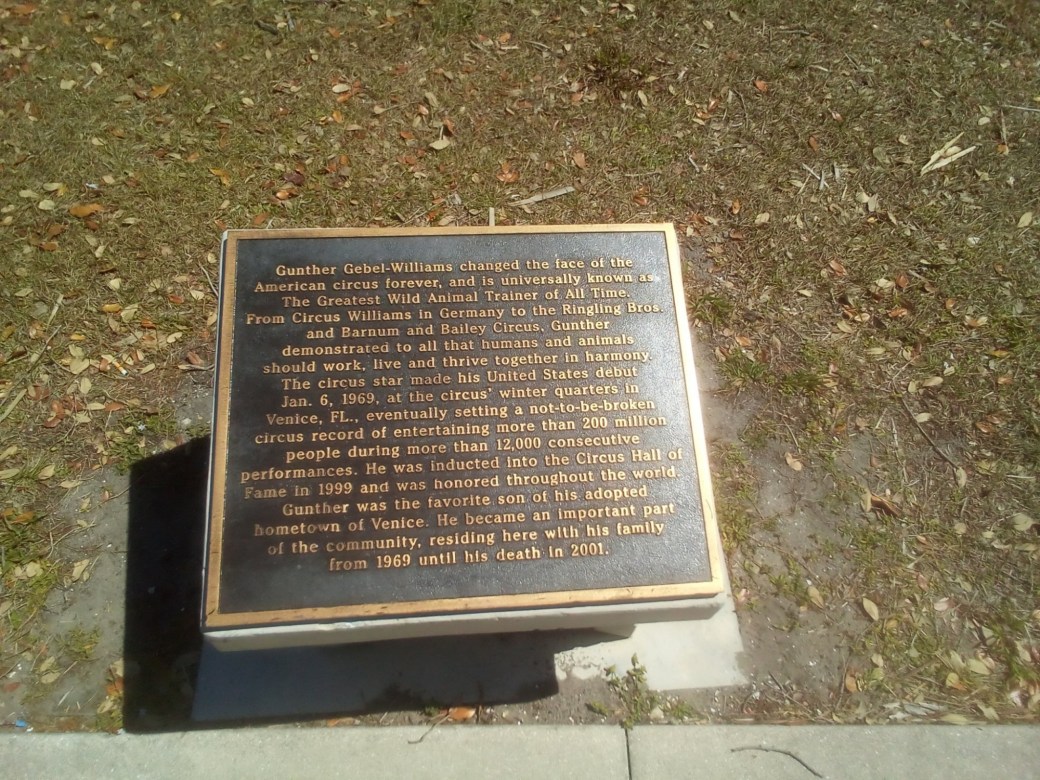 Gunther Gebel-Williams changed the face of the
American circus forever, and is universally known as
The Greatest Wild Animal Trainer of All Time.
From Circus Williams in Germany to the Ringling Bros.
and Barnum and Bailey Circus, Gunther
demonstrated to all that humans and animals
should work, live and thrive together in harmony.
The circus star made his United States debut
Jan. 6, 1969, at the circus' winter quarters in
Venice, FL., eventually setting a not-to-be-broken
circus record of entertaining more than 200 million
people during more than 12,000 consecutive
performances. He was inducted into the Circus Hall of
Fame in 1999 and was honored throughout the world.
Gunther was the favorite son of his adopted
hometown of Venice. He became an important part
of the community, residing here with his family
from 1969 until his death in 2001.